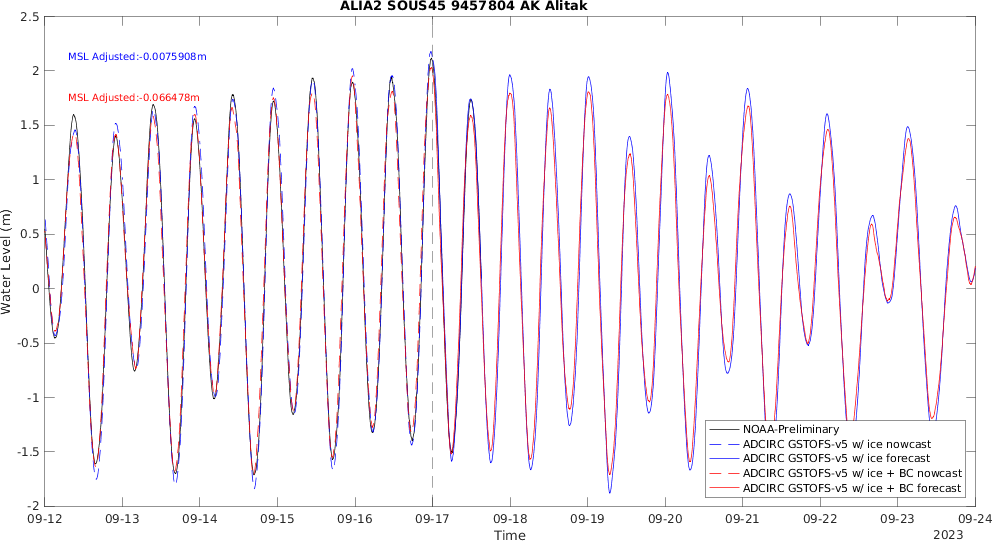 ALIA2 SOUS45 9457804 AK Alitak
2.5
2
1.5
1
0.5
0
-0.5
-1
-1.5
-2
Water Level (m)
MSL Adjusted:-0.0075908m
MSL Adjusted:-0.066478m
NOAA-Preliminary
ADCIRC GSTOFS-v5 w/ ice nowcast
ADCIRC GSTOFS-v5 w/ ice forecast
ADCIRC GSTOFS-v5 w/ ice + BC nowcast
ADCIRC GSTOFS-v5 w/ ice + BC forecast
09-12 09-13 09-14 09-15 09-16 09-17 09-18 09-19 09-20 09-21 09-22 09-23 09-24
Time
2023